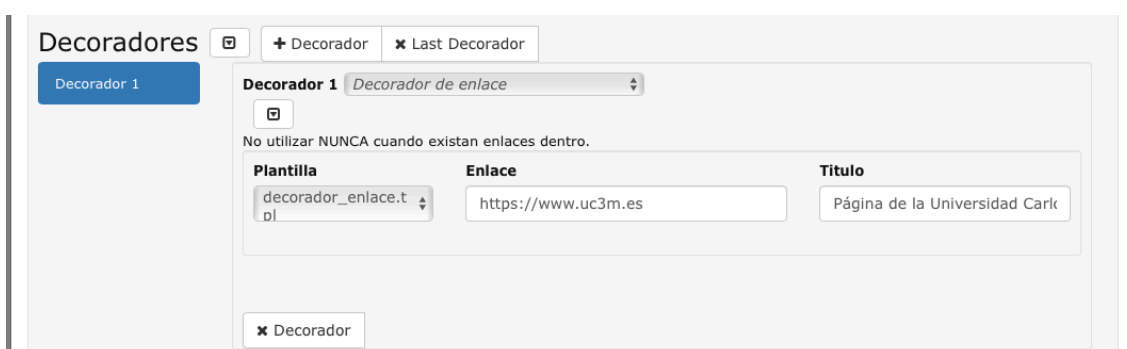 Decoradores + Decorador × Last Decorador
Decorador 1
Decorador 1 Decorador de enlace
No utilizar NUNCA cuando existan enlaces dentro.
Plantilla Enlace Titulo
decorador_enlace.t
pl
https://www.uc3m.es
Página de la Universidad
× Decorador